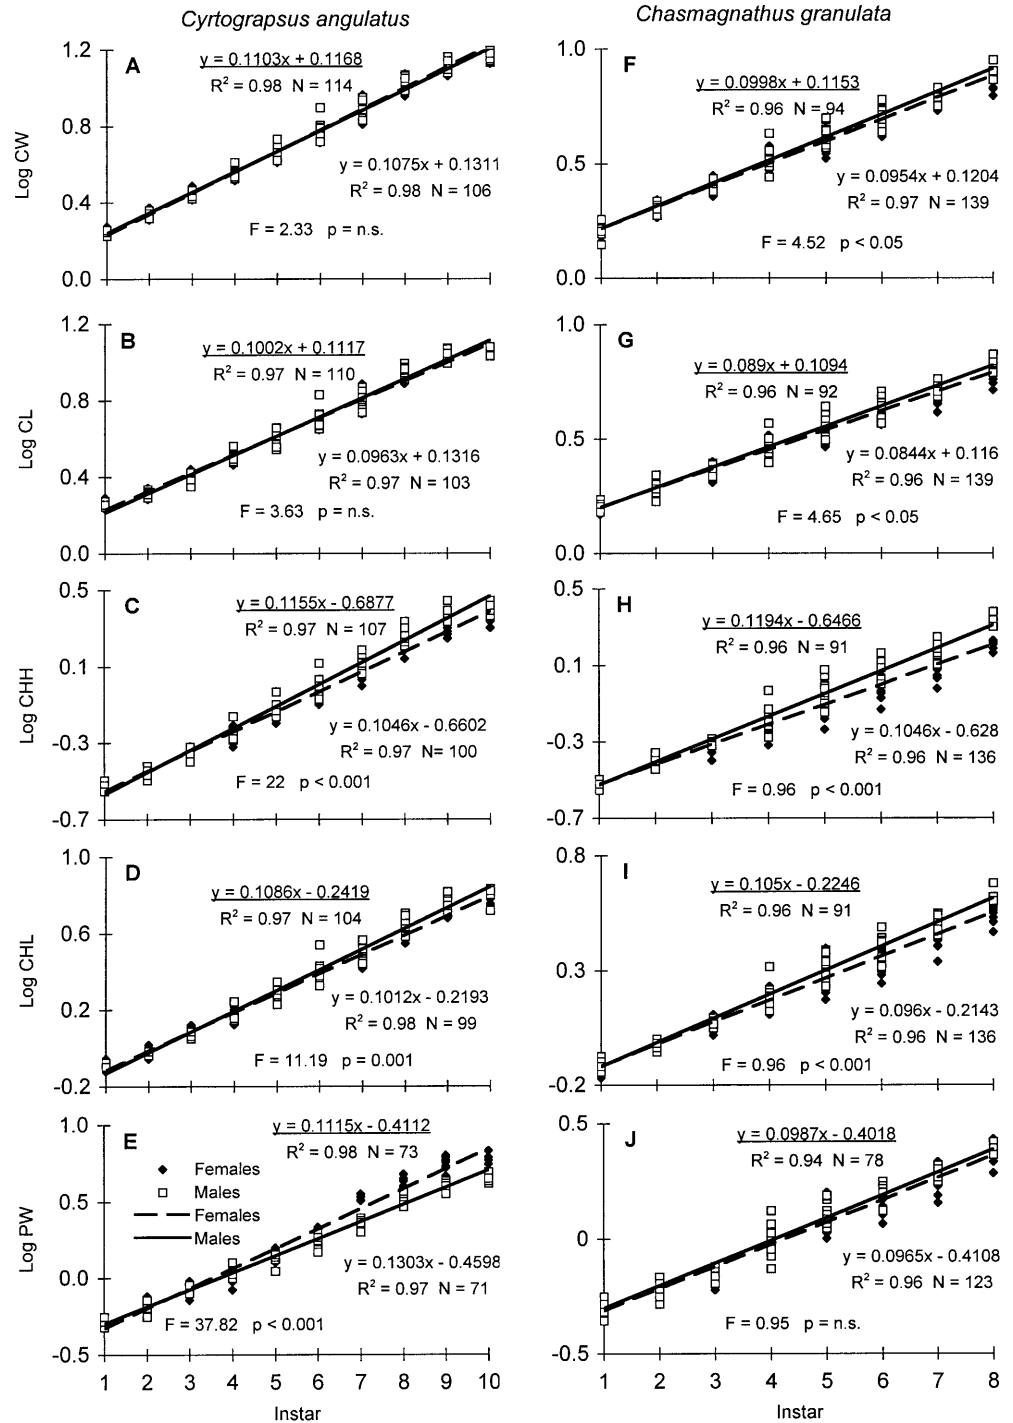 Cyrtograpsus angulatus
Chasmagnathus granulata
A
y = 0.1103x + 0.1168
R² = 0.98 N = 114
y = 0.1075x + 0.1311
R² = 0.98 N = 106
F = 2.33 p = n.s.
Log CW
1.2
0.8
0.4
0.0
F
y = 0.0998x + 0.1153
R² = 0.96 N = 94
y = 0.0954x + 0.1204
R² = 0.97 N = 139
F = 4.52 p < 0.05
1.0
0.5
0.0
B
y = 0.1002x + 0.1117
R² = 0.97 N = 110
y = 0.0963x + 0.1316
R² = 0.97 N = 103
F = 3.63 p = n.s.
Log CL
1.2
0.8
0.4
0.0
G
y = 0.089x + 0.1094
R² = 0.96 N = 92
y = 0.0844x + 0.116
R² = 0.96 N = 139
F = 4.65 p < 0.05
1.0
0.5
0.0
C
y = 0.1155x - 0.6877
R² = 0.97 N = 107
y = 0.1046x - 0.6602
R² = 0.97 N= 100
F = 22 p < 0.001
Log CHH
0.5
0.1
-0.3
-0.7
H
y = 0.1194x - 0.6466
R² = 0.96 N = 91
y = 0.1046x - 0.628
R² = 0.96 N = 136
F = 0.96 p < 0.001
0.5
0.1
-0.3
-0.7
D
y = 0.1086x - 0.2419
R² = 0.97 N = 104
y = 0.1012x - 0.2193
R² = 0.98 N = 99
F = 11.19 p = 0.001
Log CHL
1.0
0.6
0.2
-0.2
I
y = 0.105x - 0.2246
R² = 0.96 N = 91
y = 0.096x - 0.2143
R² = 0.96 N = 136
F = 0.96 p < 0.001
0.8
0.3
-0.2
E
y = 0.1115x - 0.4112
R² = 0.98 N = 73
Females
Males
Females
Males
y = 0.1303x - 0.4598
R² = 0.97 N = 71
F = 37.82 p < 0.001
Log PW
1.0
0.5
0.0
-0.5
1 2 3 4 5 6 7 8 9 10
Instar
J
y = 0.0987x - 0.4018
R² = 0.94 N = 78
y = 0.0965x - 0.4108
R² = 0.96 N = 123
F = 0.95 p = n.s.
0.5
0
-0.5
1 2 3 4 5 6 7 8
Instar